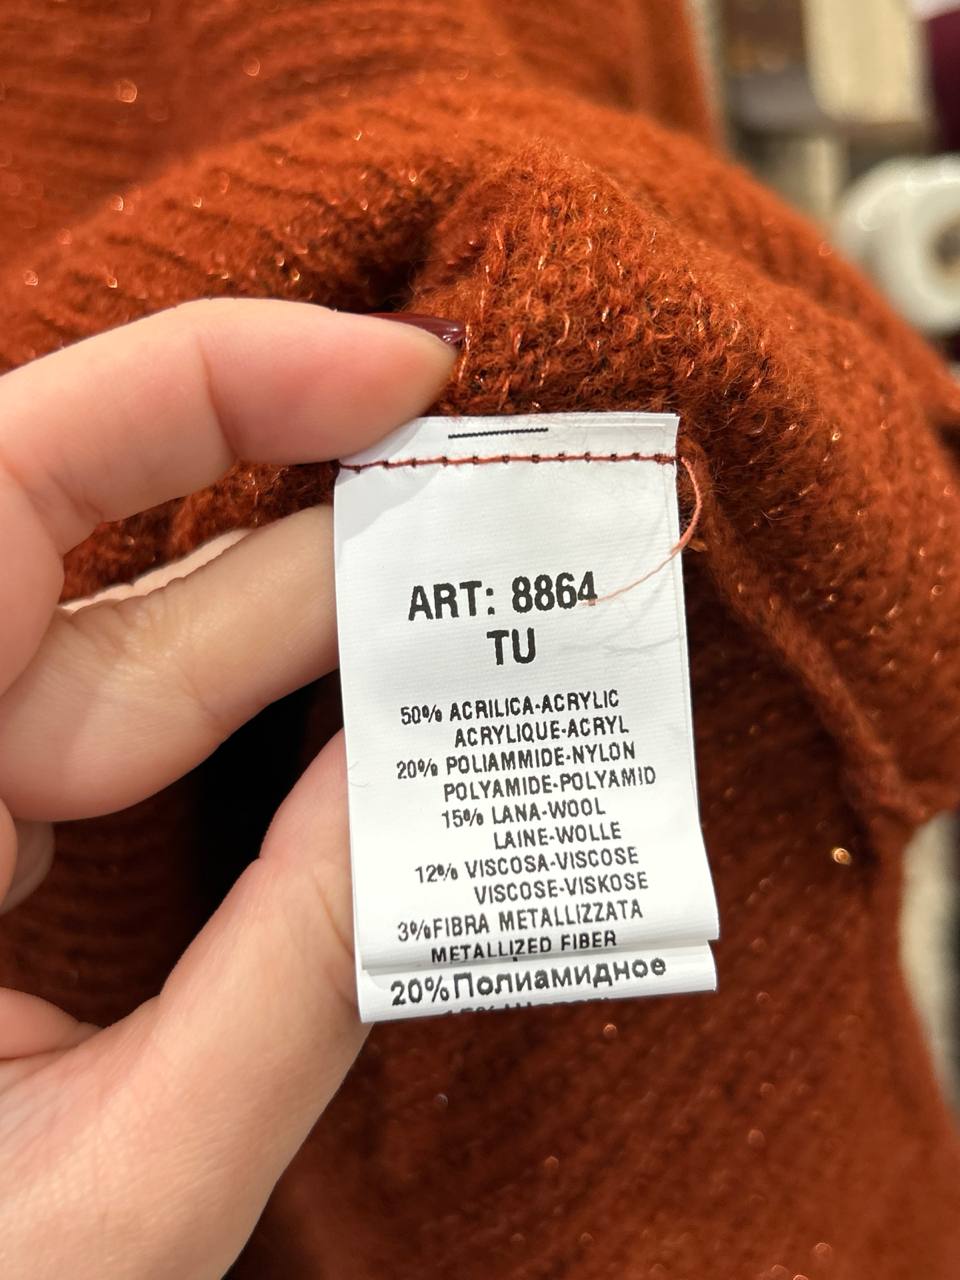 ART: 8864
TU
50% ACRILICA-ACRYLIC
ACRYLIQUE-ACRYL
20% POLIAMMIDE-NYLON
POLYAMIDE-POLYAMID
15% LANA-WOOL
LAINE-WOLLE
12% VISCOSA-VISCOSE
VISCOSE-VISKOSE
3%FIBRA METALLIZZATA
METALLIZED FIBER
20%Полиамидное